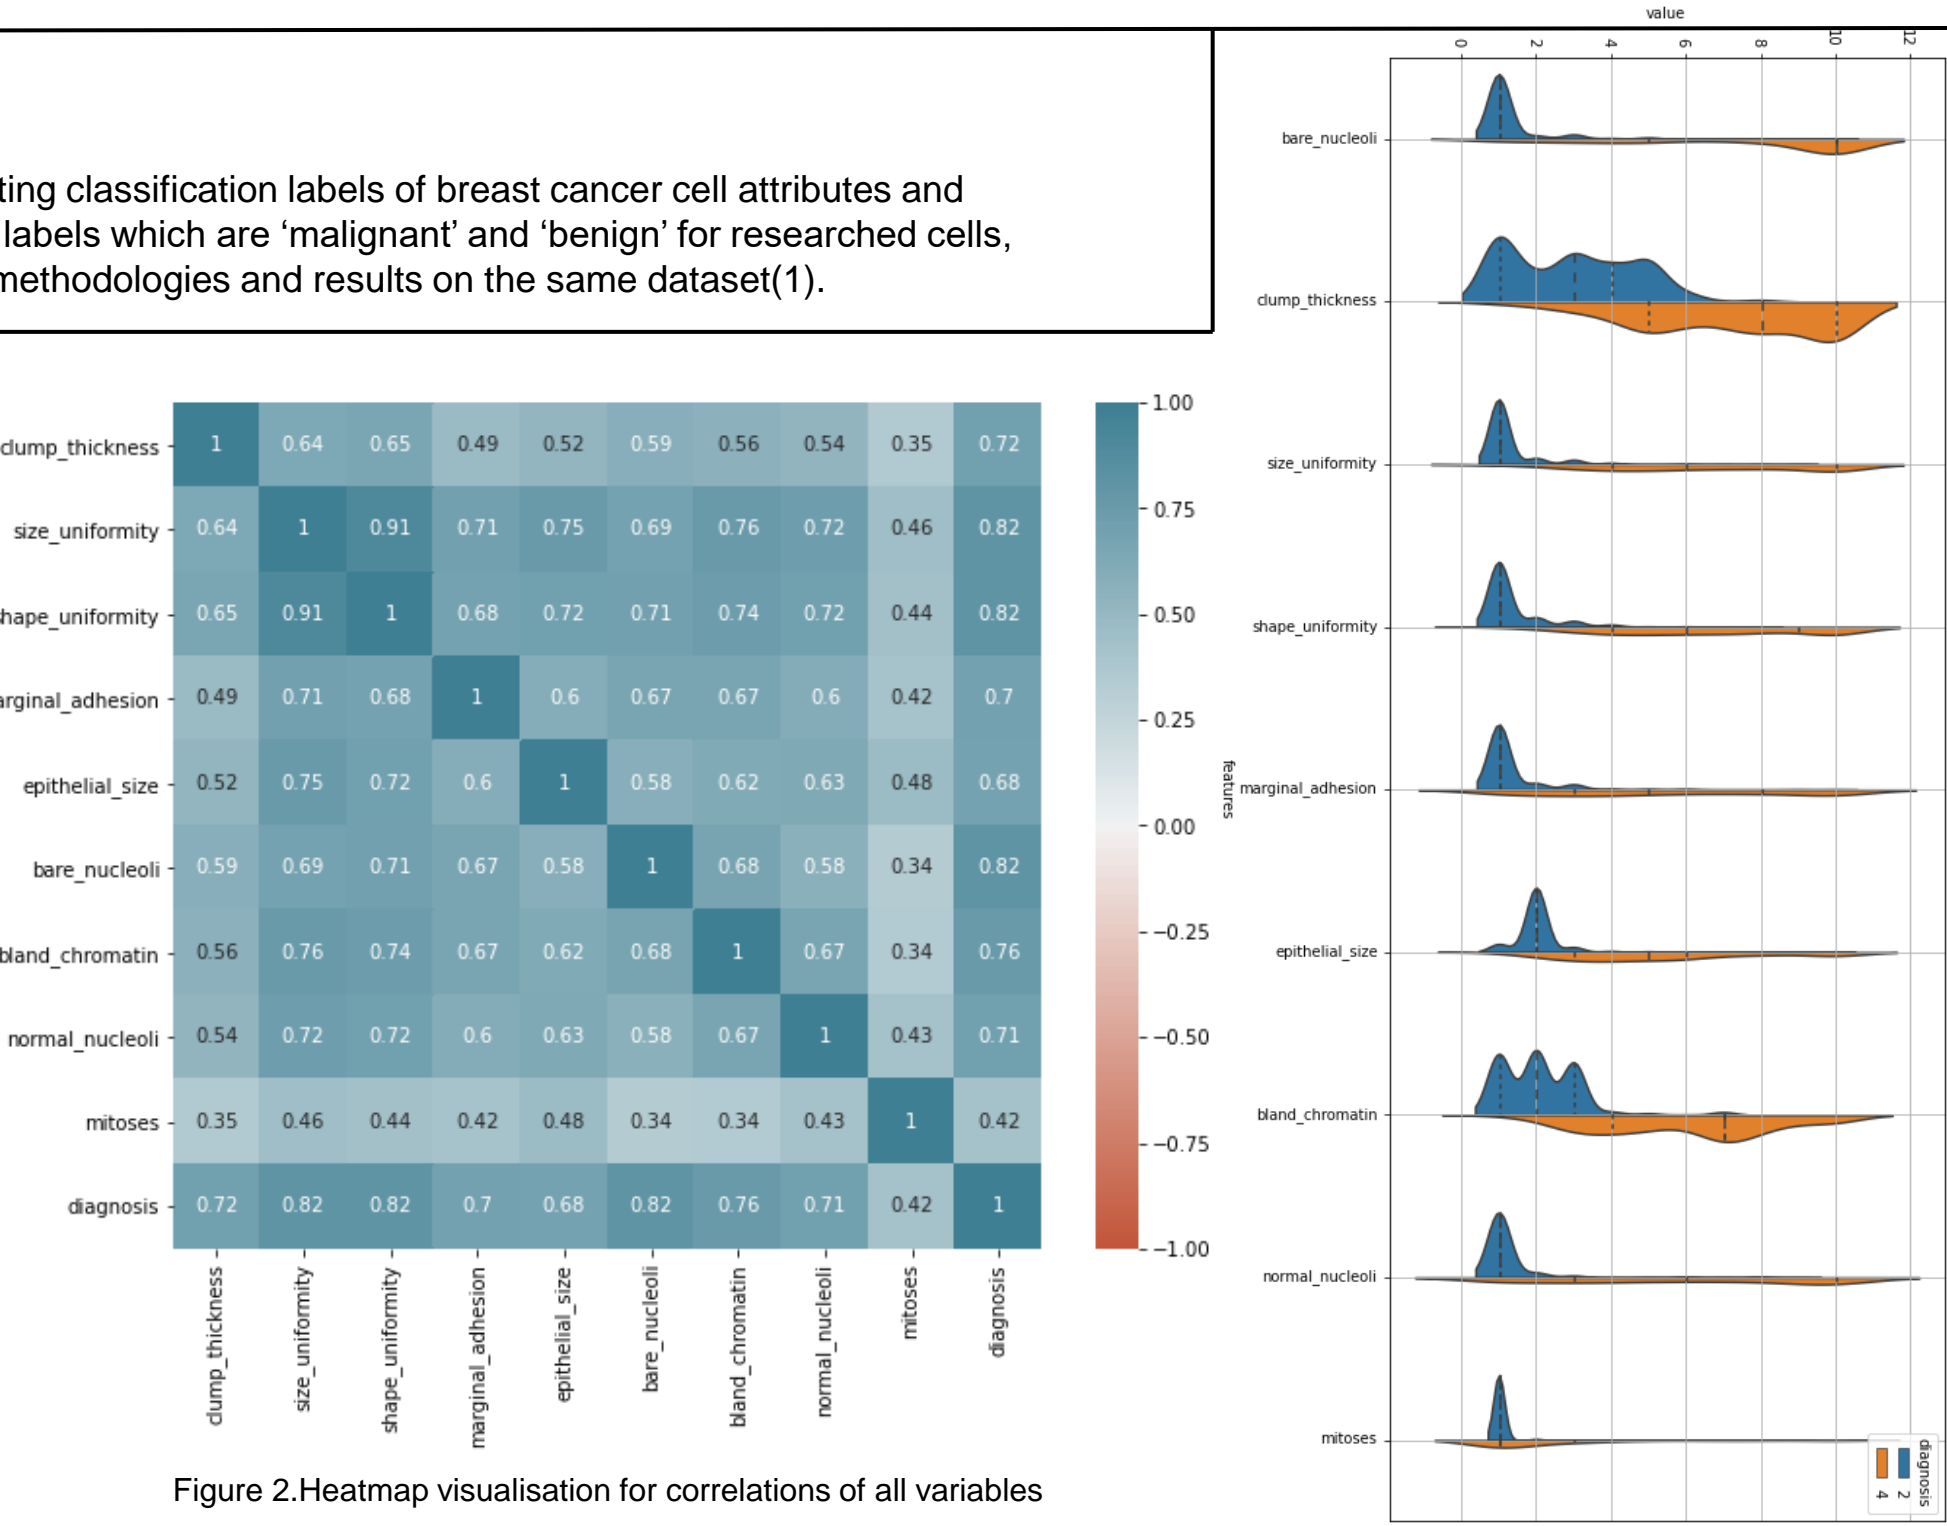 ting classification labels of breast cancer cell attributes and
labels which are ‘malignant’ and ‘benign’ for researched cells,
methodologies and results on the same dataset(1).
clump_thickness 1 0.64 0.65 0.49 0.52 0.59 0.56 0.54 0.35 0.72
size_uniformity 0.64 1 0.91 0.71 0.75 0.69 0.76 0.72 0.46 0.82
hape_uniformity 0.65 0.91 1 0.68 0.72 0.71 0.74 0.72 0.44 0.82
arginal_adhesion 0.49 0.71 0.68 1 0.6 0.67 0.67 0.6 0.42 0.7
epithelial_size 0.52 0.75 0.72 0.6 1 0.58 0.62 0.63 0.48 0.68
bare_nucleoli 0.59 0.69 0.71 0.67 0.58 1 0.68 0.58 0.34 0.82
bland_chromatin 0.56 0.76 0.74 0.67 0.62 0.68 1 0.67 0.34 0.76
normal_nucleoli 0.54 0.72 0.72 0.6 0.63 0.58 0.67 1 0.43 0.71
mitoses 0.35 0.46 0.44 0.42 0.48 0.34 0.34 0.43 1 0.42
diagnosis 0.72 0.82 0.82 0.7 0.68 0.82 0.76 0.71 0.42 1
clump_thickness
size_uniformity
shape_uniformity
marginal_adhesion
epithelial_size
bare_nucleoli
bland_chromatin
normal_nucleoli
mitoses
diagnosis
1.00
0.75
0.50
0.25
0.00
−0.25
−0.50
−0.75
−1.00
Figure 2.Heatmap visualisation for correlations of all variables
value
0 2 4 6 8 10 12
features
bare_nucleoli
clump_thickness
size_uniformity
shape_uniformity
marginal_adhesion
epithelial_size
bland_chromatin
normal_nucleoli
mitoses
diagnosis
2
4